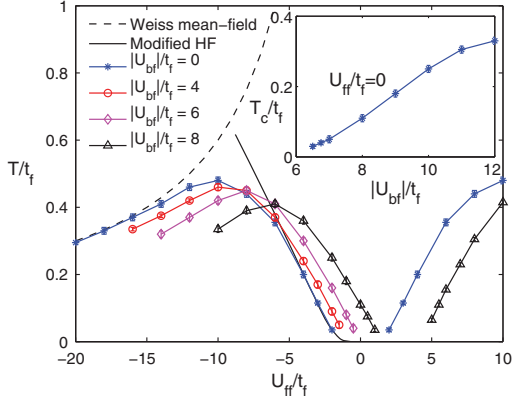 Weiss mean-field
Modified HF
|U_bf|/t_f = 0
|U_bf|/t_f = 4
|U_bf|/t_f = 6
|U_bf|/t_f = 8
T/t_f
1
0.8
0.6
0.4
0.2
0
−20 −15 −10 −5 0 5 10
U_ff/t_f
0.4
0.2
0
T_c/t_f
U_ff/t_f=0
6 8 10 12
|U_bf|/t_f